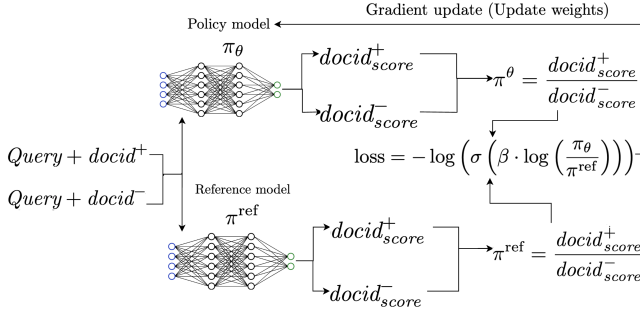 Gradient update (Update weights)
Policy model
π_θ
docid^+_score
docid^-_score
π^θ = docid^+_score / docid^-_score
Query + docid^+
Query + docid^-
loss = − log ( σ ( β · log ( π_θ / π^ref ) ) )
Reference model
π^ref
docid^+_score
docid^-_score
π^ref = docid^+_score / docid^-_score